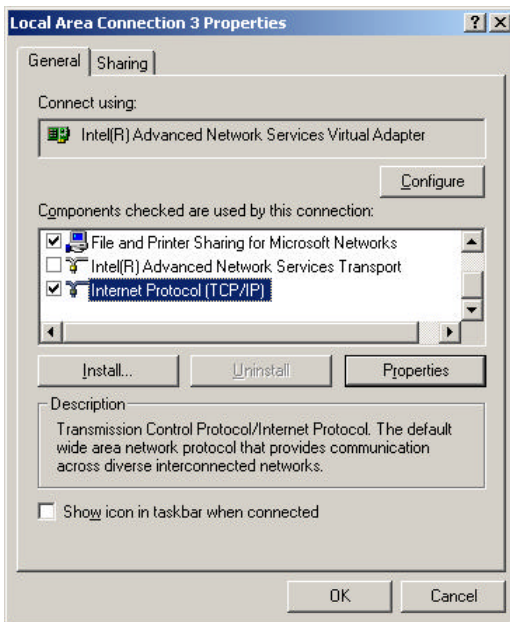 Local Area Connection 3 Properties
General
Sharing
Connect using:
Intel(R) Advanced Network Services Virtual Adapter
Configure
Components checked are used by this connection:
File and Printer Sharing for Microsoft Networks
Intel(R) Advanced Network Services Transport
Internet Protocol (TCP/IP)
Install...
Uninstall
Properties
Description
Transmission Control Protocol/Internet Protocol. The default
wide area network protocol that provides communication
across diverse interconnected networks.
Show icon in taskbar when connected
OK
Cancel